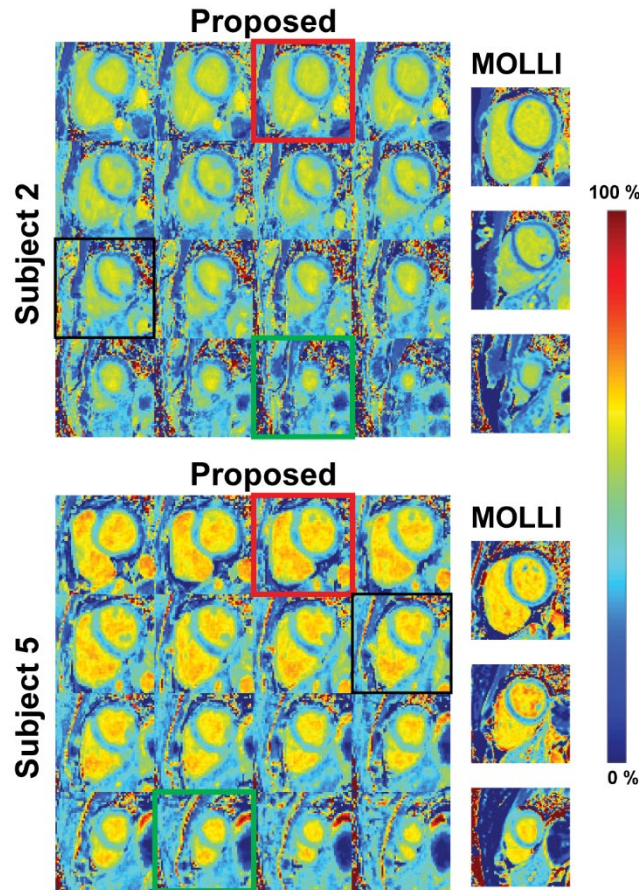 Proposed
MOLLI
Subject 2
100 %
Proposed
MOLLI
Subject 5
0 %